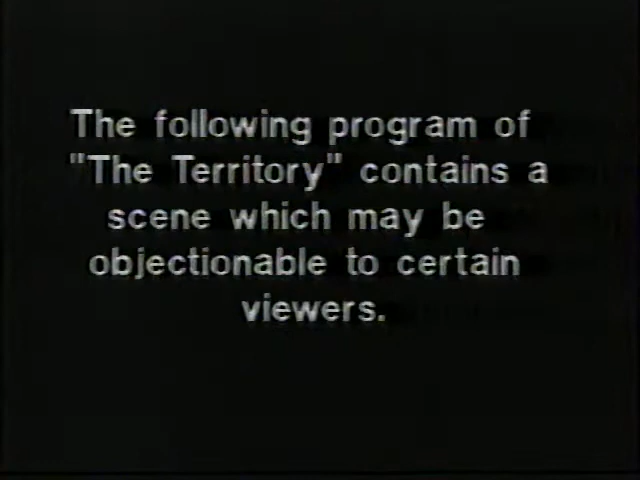 The following program of
"The Territory" contains a
scene which may be
objectionable to certain
viewers.